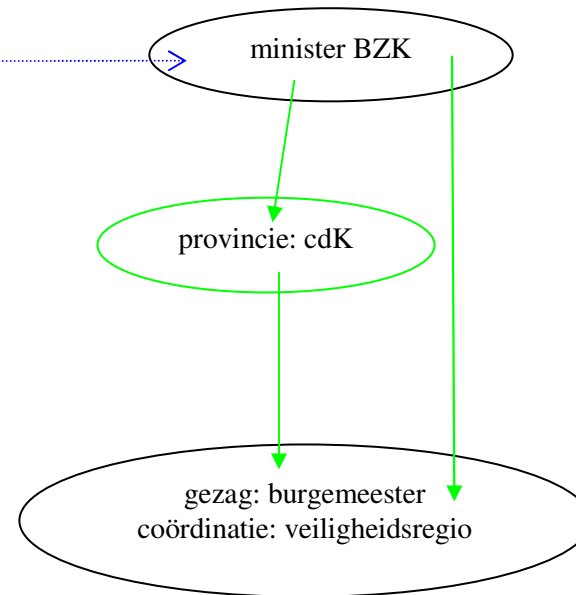 minister BZK
provincie: cdK
gezag: burgemeester
coördinatie: veiligheidsregio